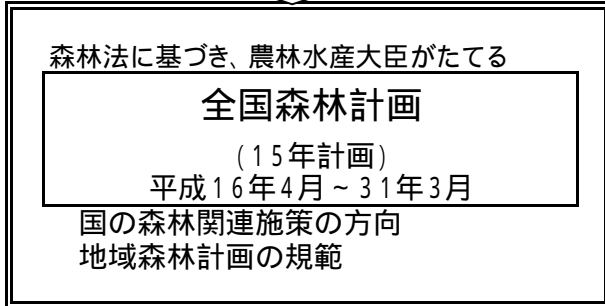 森林法に基づき、農林水産大臣がたてる
全国森林計画
(15年計画)
平成16年4月~31年3月
国の森林関連施策の方向
地域森林計画の規範